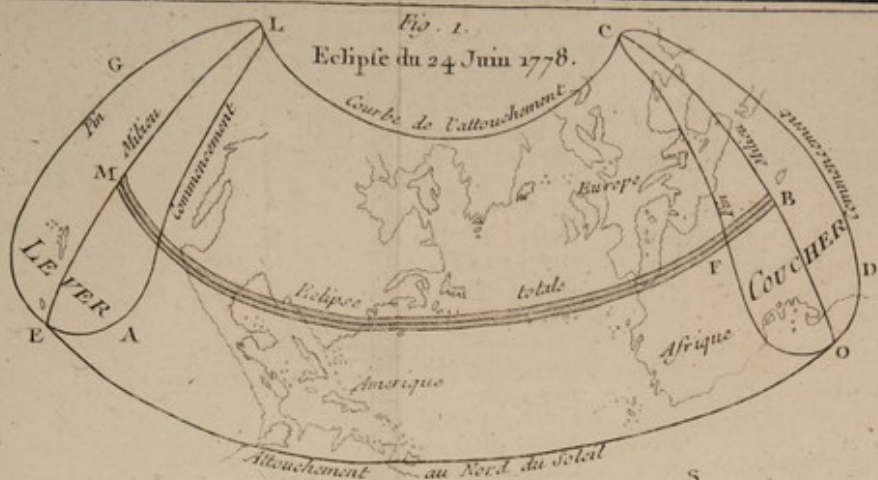 Fig. 1.
Eclipse du 24 Juin 1778.
L
C
G
Fin
Milieu
Commencement
Courbe de l'attouchement
Fin
Milieu
Commencement
M
B
Europe
LEVER
COUCHER
F
D
Eclipse totale
E
A
Afrique
O
Amerique
Attouchement au Nord du Soleil
S